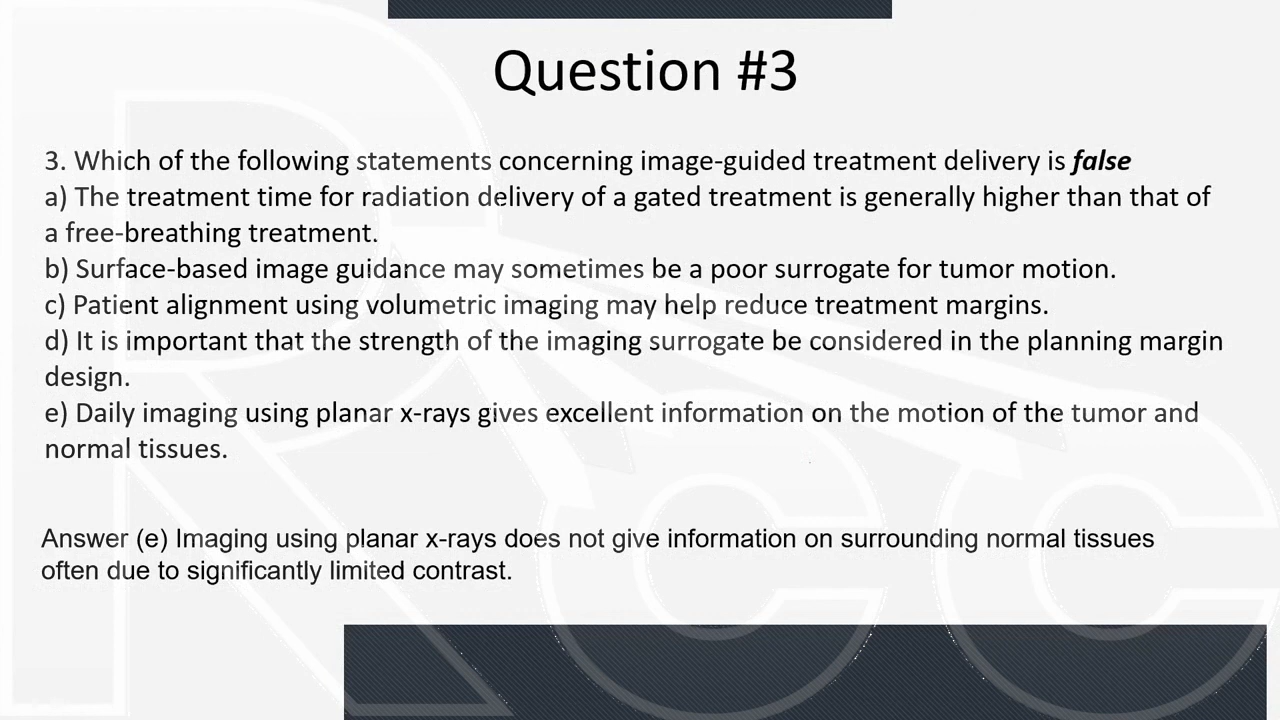 Question #3
3. Which of the following statements concerning image-guided treatment delivery is false
a) The treatment time for radiation delivery of a gated treatment is generally higher than that of
a free-breathing treatment.
b) Surface-based image guidance may sometimes be a poor surrogate for tumor motion.
c) Patient alignment using volumetric imaging may help reduce treatment margins.
d) It is important that the strength of the imaging surrogate be considered in the planning margin
design.
e) Daily imaging using planar x-rays gives excellent information on the motion of the tumor and
normal tissues.
Answer (e) Imaging using planar x-rays does not give information on surrounding normal tissues
often due to significantly limited contrast.